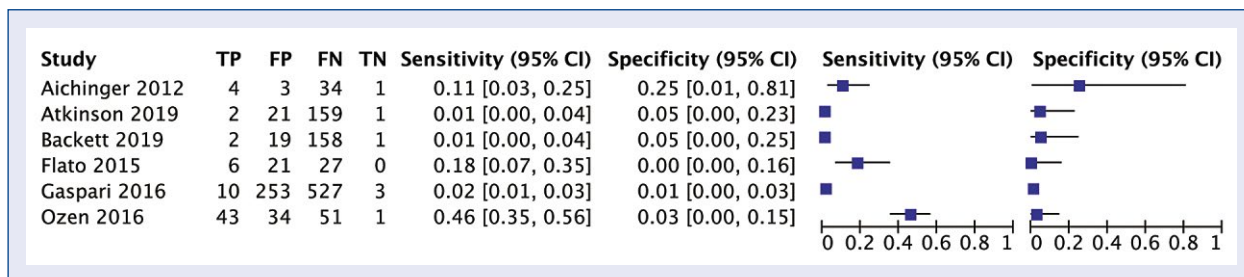 Study TP FP FN TN Sensitivity (95% CI) Specificity (95% CI) Sensitivity (95% CI) Specificity (95% CI)
Aichinger 2012 4 3 34 1 0.11 [0.03, 0.25] 0.25 [0.01, 0.81]
Atkinson 2019 2 21 159 1 0.01 [0.00, 0.04] 0.05 [0.00, 0.23]
Backett 2019 2 19 158 1 0.01 [0.00, 0.04] 0.05 [0.00, 0.25]
Flato 2015 6 21 27 0 0.18 [0.07, 0.35] 0.00 [0.00, 0.16]
Gaspari 2016 10 253 527 3 0.02 [0.01, 0.03] 0.01 [0.00, 0.03]
Ozen 2016 43 34 51 1 0.46 [0.35, 0.56] 0.03 [0.00, 0.15]
0 0.2 0.4 0.6 0.8 1 0 0.2 0.4 0.6 0.8 1